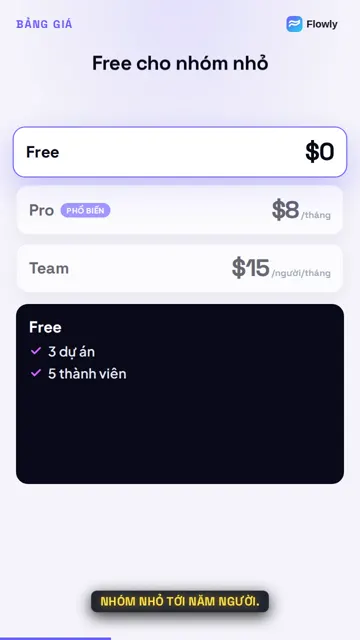 BẢNG GIÁ
Flowly
Free cho nhóm nhỏ
Free
$0
Pro
PHỔ BIẾN
$8/tháng
Team
$15/người/tháng
Free
3 dự án
5 thành viên
NHÓM NHỎ TỚI NĂM NGƯỜI.